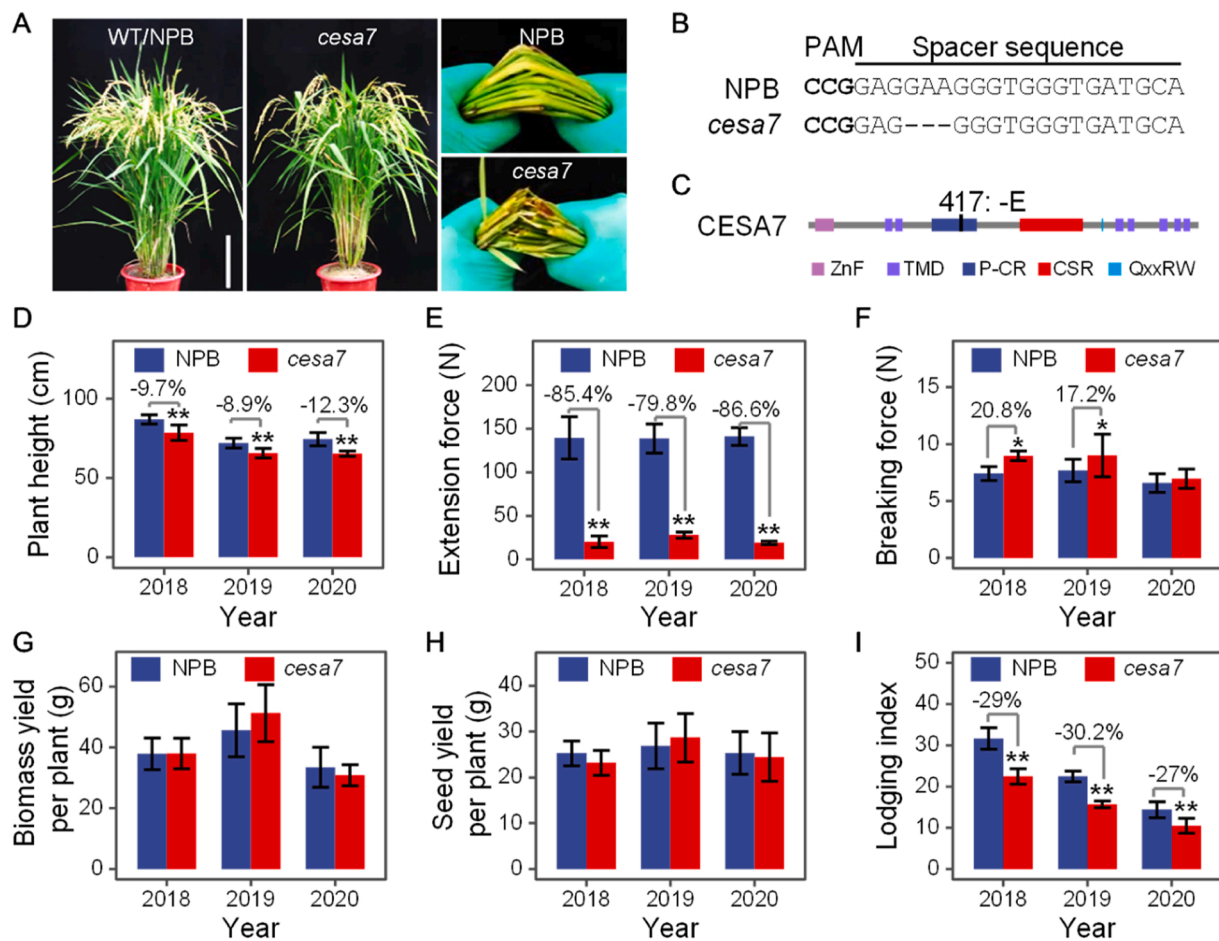 A
WT/NPB
cesa7
NPB
cesa7
B
PAM Spacer sequence
NPB CCGGAGGAAGGGTGGGTGATGCA
cesa7 CCGGAG---GGGTGGGTGATGCA
C
417: -E
CESA7
ZnF TMD P-CR CSR QxxRW
D
NPB cesa7
Plant height (cm)
100
50
0
-9.7%
-8.9%
-12.3%
** ** **
2018 2019 2020
Year
E
NPB cesa7
Extension force (N)
200
150
100
50
0
-85.4% -79.8% -86.6%
** ** **
2018 2019 2020
Year
F
NPB cesa7
Breaking force (N)
15
10
5
0
20.8% 17.2%
* *
2018 2019 2020
Year
G
NPB cesa7
Biomass yield
per plant (g)
60
40
20
0
2018 2019 2020
Year
H
NPB cesa7
Seed yield
per plant (g)
40
30
20
10
0
2018 2019 2020
Year
I
NPB cesa7
Lodging index
50
40
30
20
10
0
-29%
-30.2%
-27%
** ** **
2018 2019 2020
Year